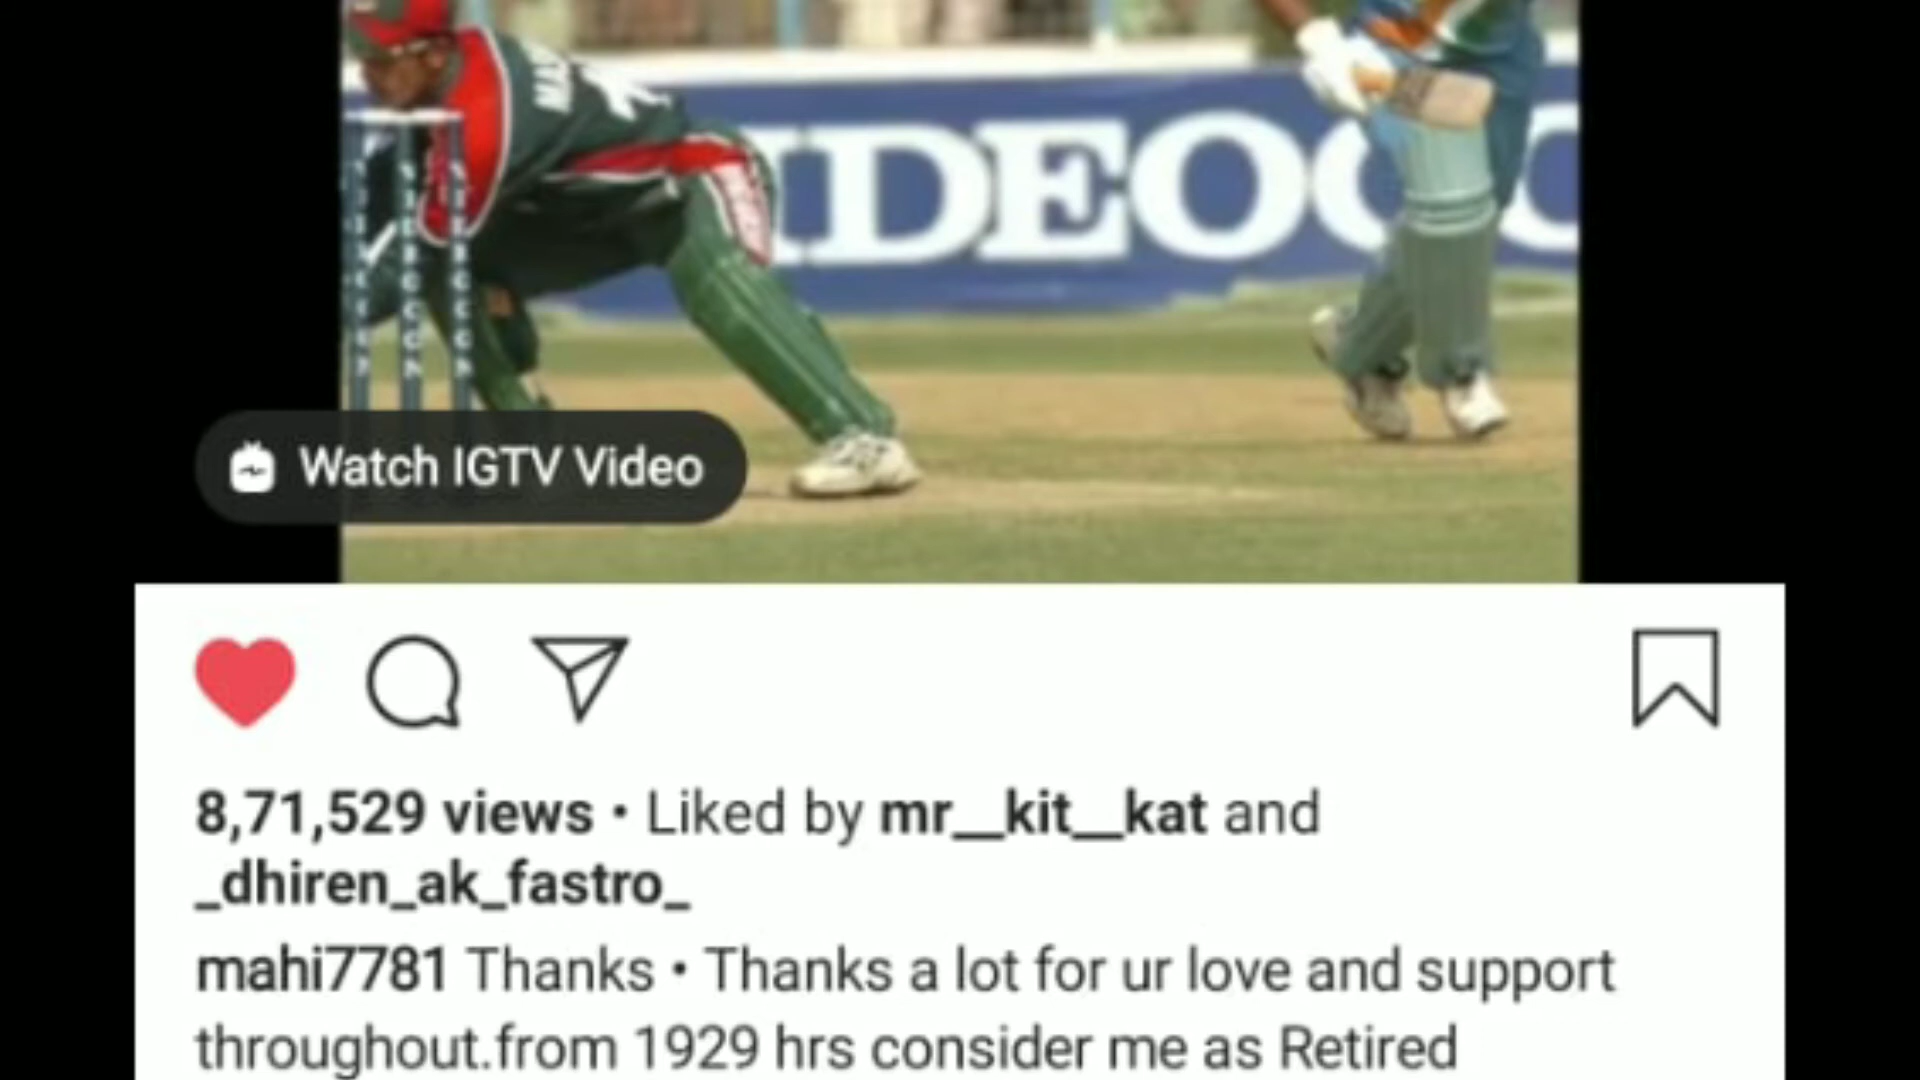 IDEOC
Watch IGTV Video
8,71,529 views • Liked by mr__kit__kat and
_dhiren_ak_fastro_
mahi7781 Thanks • Thanks a lot for ur love and support
throughout.from 1929 hrs consider me as Retired